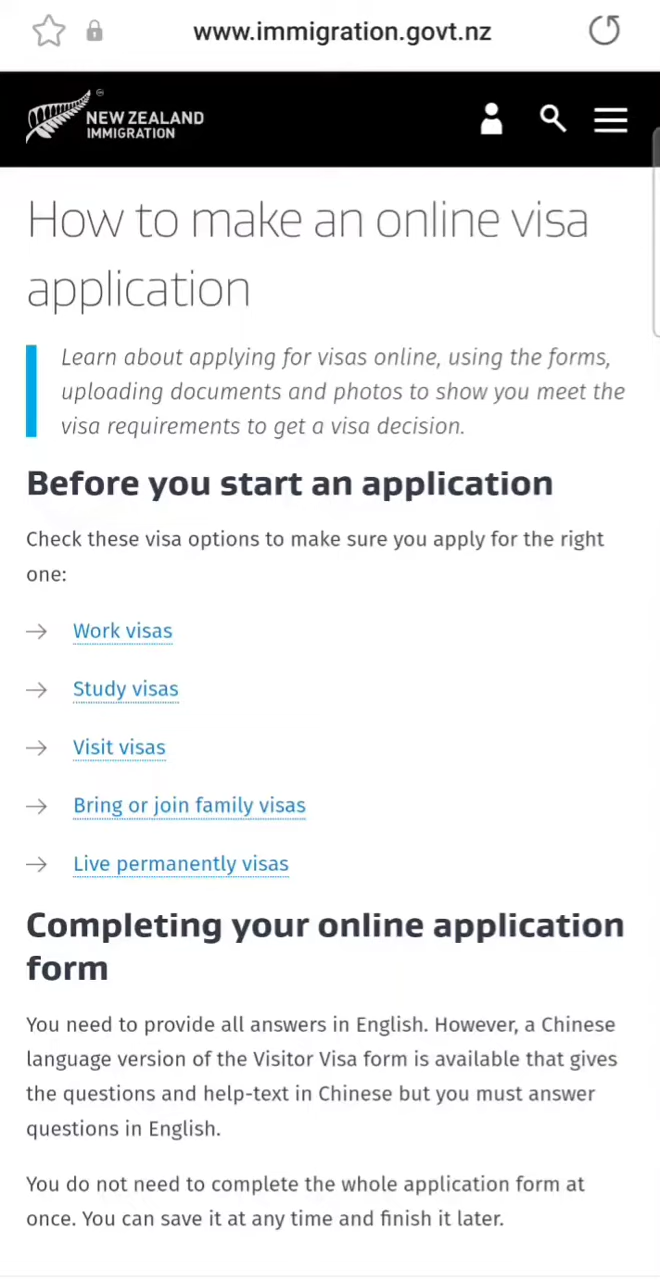 www.immigration.govt.nz
NEW ZEALAND
IMMIGRATION
How to make an online visa
application
Learn about applying for visas online, using the forms,
uploading documents and photos to show you meet the
visa requirements to get a visa decision.
Before you start an application
Check these visa options to make sure you apply for the right
one:
→ Work visas
→ Study visas
→ Visit visas
→ Bring or join family visas
→ Live permanently visas
Completing your online application
form
You need to provide all answers in English. However, a Chinese
language version of the Visitor Visa form is available that gives
the questions and help-text in Chinese but you must answer
questions in English.
You do not need to complete the whole application form at
once. You can save it at any time and finish it later.